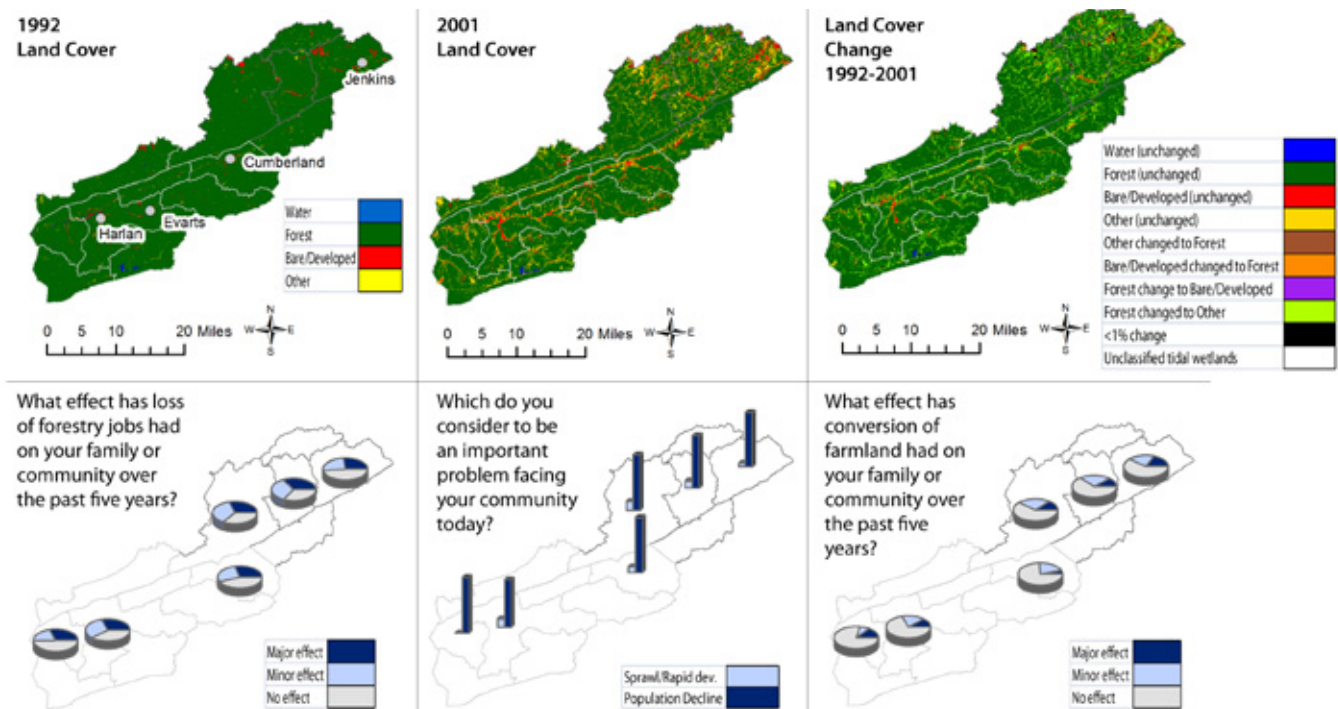 1992
Land Cover
Jenkins
Cumberland
Evarts
Harlan
Water
Forest
Bare/Developed
Other
N
W
E
S
0 5 10 20 Miles
2001
Land Cover
N
W
E
S
0 5 10 20 Miles
Land Cover
Change
1992-2001
Water (unchanged)
Forest (unchanged)
Bare/Developed (unchanged)
Other (unchanged)
Other changed to Forest
Bare/Developed changed to Forest
Forest change to Bare/Developed
Forest changed to Other
<1% change
Unclassified tidal wetlands
N
W
E
S
0 5 10 20 Miles
What effect has loss
of forestry jobs had
on your family or
community over
the past five years?
Major effect
Minor effect
No effect
Which do you
consider to be
an important
problem facing
your community
today?
Sprawl/Rapid dev.
Population Decline
What effect has
conversion of
farmland had on
your family or
community over
the past five
years?
Major effect
Minor effect
No effect